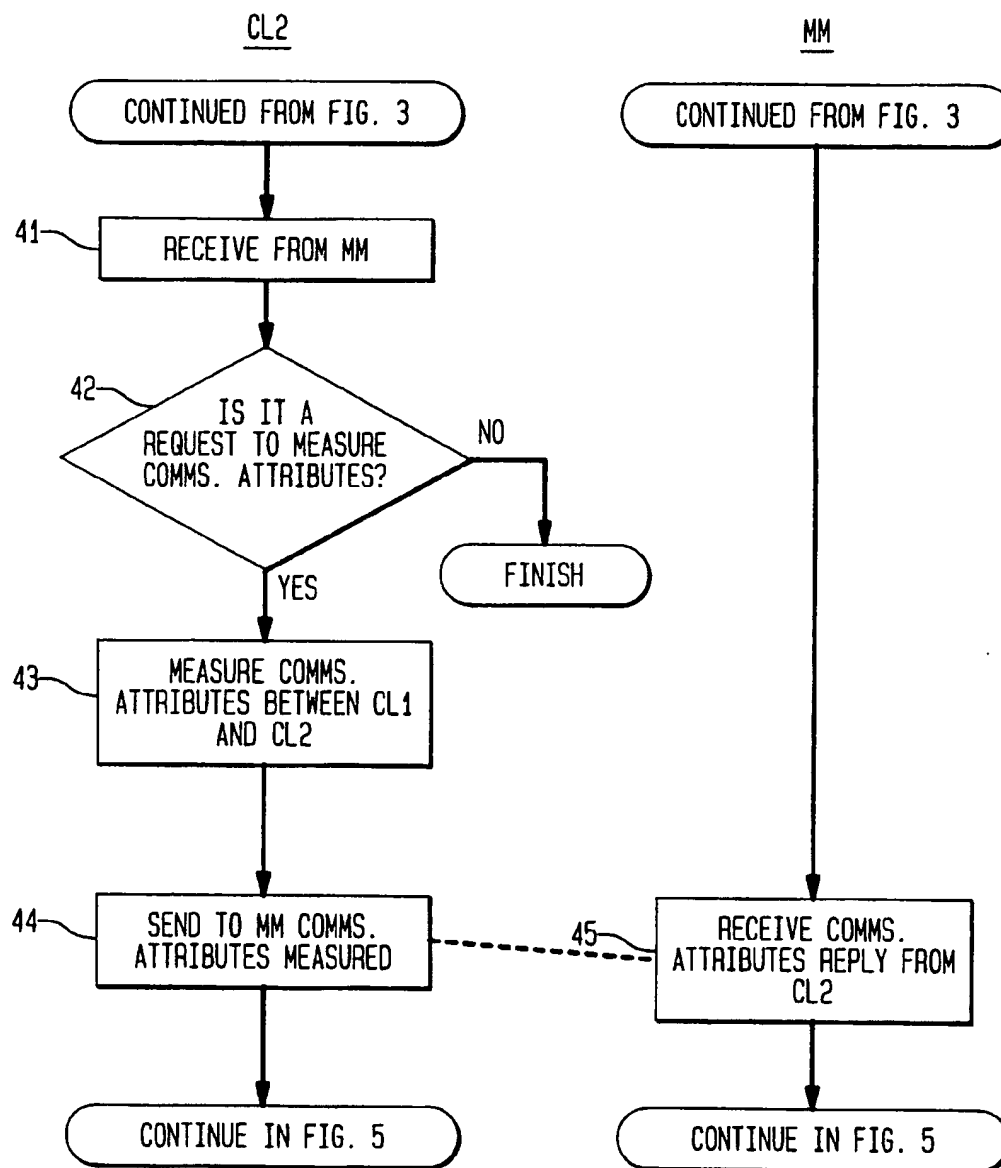 CL2
MM
CONTINUED FROM FIG. 3
CONTINUED FROM FIG. 3
41
RECEIVE FROM MM
42
IS IT A
REQUEST TO MEASURE
COMMS. ATTRIBUTES?
NO
FINISH
YES
43
MEASURE COMMS.
ATTRIBUTES BETWEEN CL1
AND CL2
44
SEND TO MM COMMS.
ATTRIBUTES MEASURED
45
RECEIVE COMMS.
ATTRIBUTES REPLY FROM
CL2
CONTINUE IN FIG. 5
CONTINUE IN FIG. 5